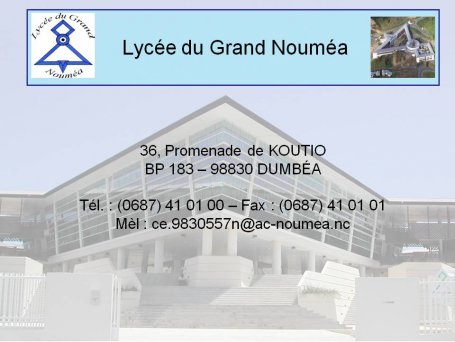 Lycée du Grand
Nouméa
Lycée du Grand Nouméa
36, Promenade de KOUTIO
BP 183 – 98830 DUMBÉA
Tél. : (0687) 41 01 00 – Fax : (0687) 41 01 01
Mèl : ce.9830557n@ac-noumea.nc